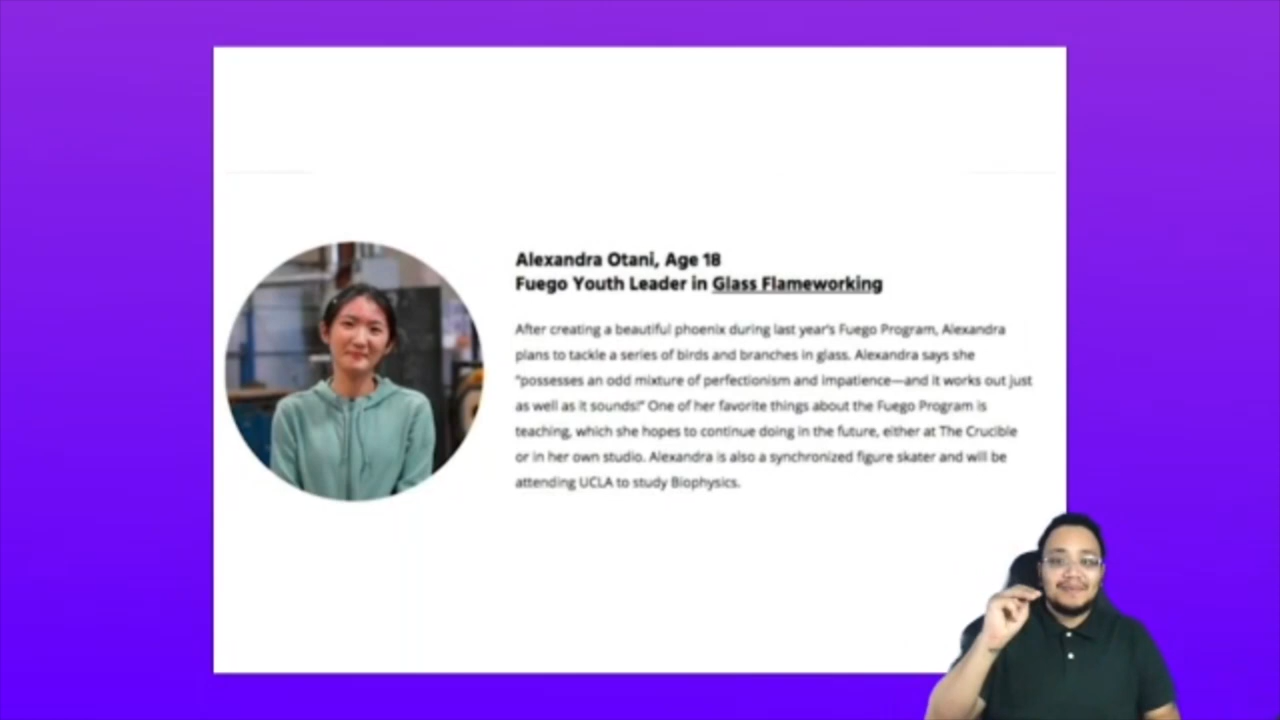 Alexandra Otani, Age 18
Fuego Youth Leader in Glass Flameworking
After creating a beautiful phoenix during last year's Fuego Program, Alexandra
plans to tackle a series of birds and branches in glass. Alexandra says she
"possesses an odd mixture of perfectionism and impatience—and it works out just
as well as it sounds!" One of her favorite things about the Fuego Program is
teaching, which she hopes to continue doing in the future, either at The Crucible
or in her own studio. Alexandra is also a synchronized figure skater and will be
attending UCLA to study Biophysics.